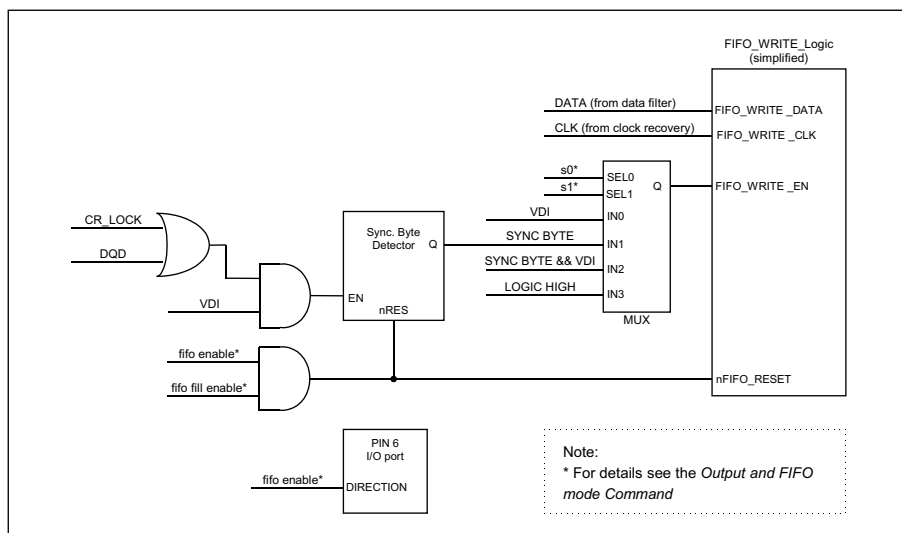 FIFO_WRITE_Logic
(simplified)
DATA (from data filter)
FIFO_WRITE _DATA
CLK (from clock recovery)
FIFO_WRITE _CLK
s0*
SEL0
s1*
SEL1
Q
FIFO_WRITE _EN
VDI
IN0
SYNC BYTE
IN1
SYNC BYTE && VDI
IN2
LOGIC HIGH
IN3
MUX
CR_LOCK
DQD
VDI
Sync. Byte
Detector
Q
EN
nRES
fifo enable*
fifo fill enable*
nFIFO_RESET
PIN 6
I/O port
fifo enable*
DIRECTION
Note:
* For details see the Output and FIFO
mode Command